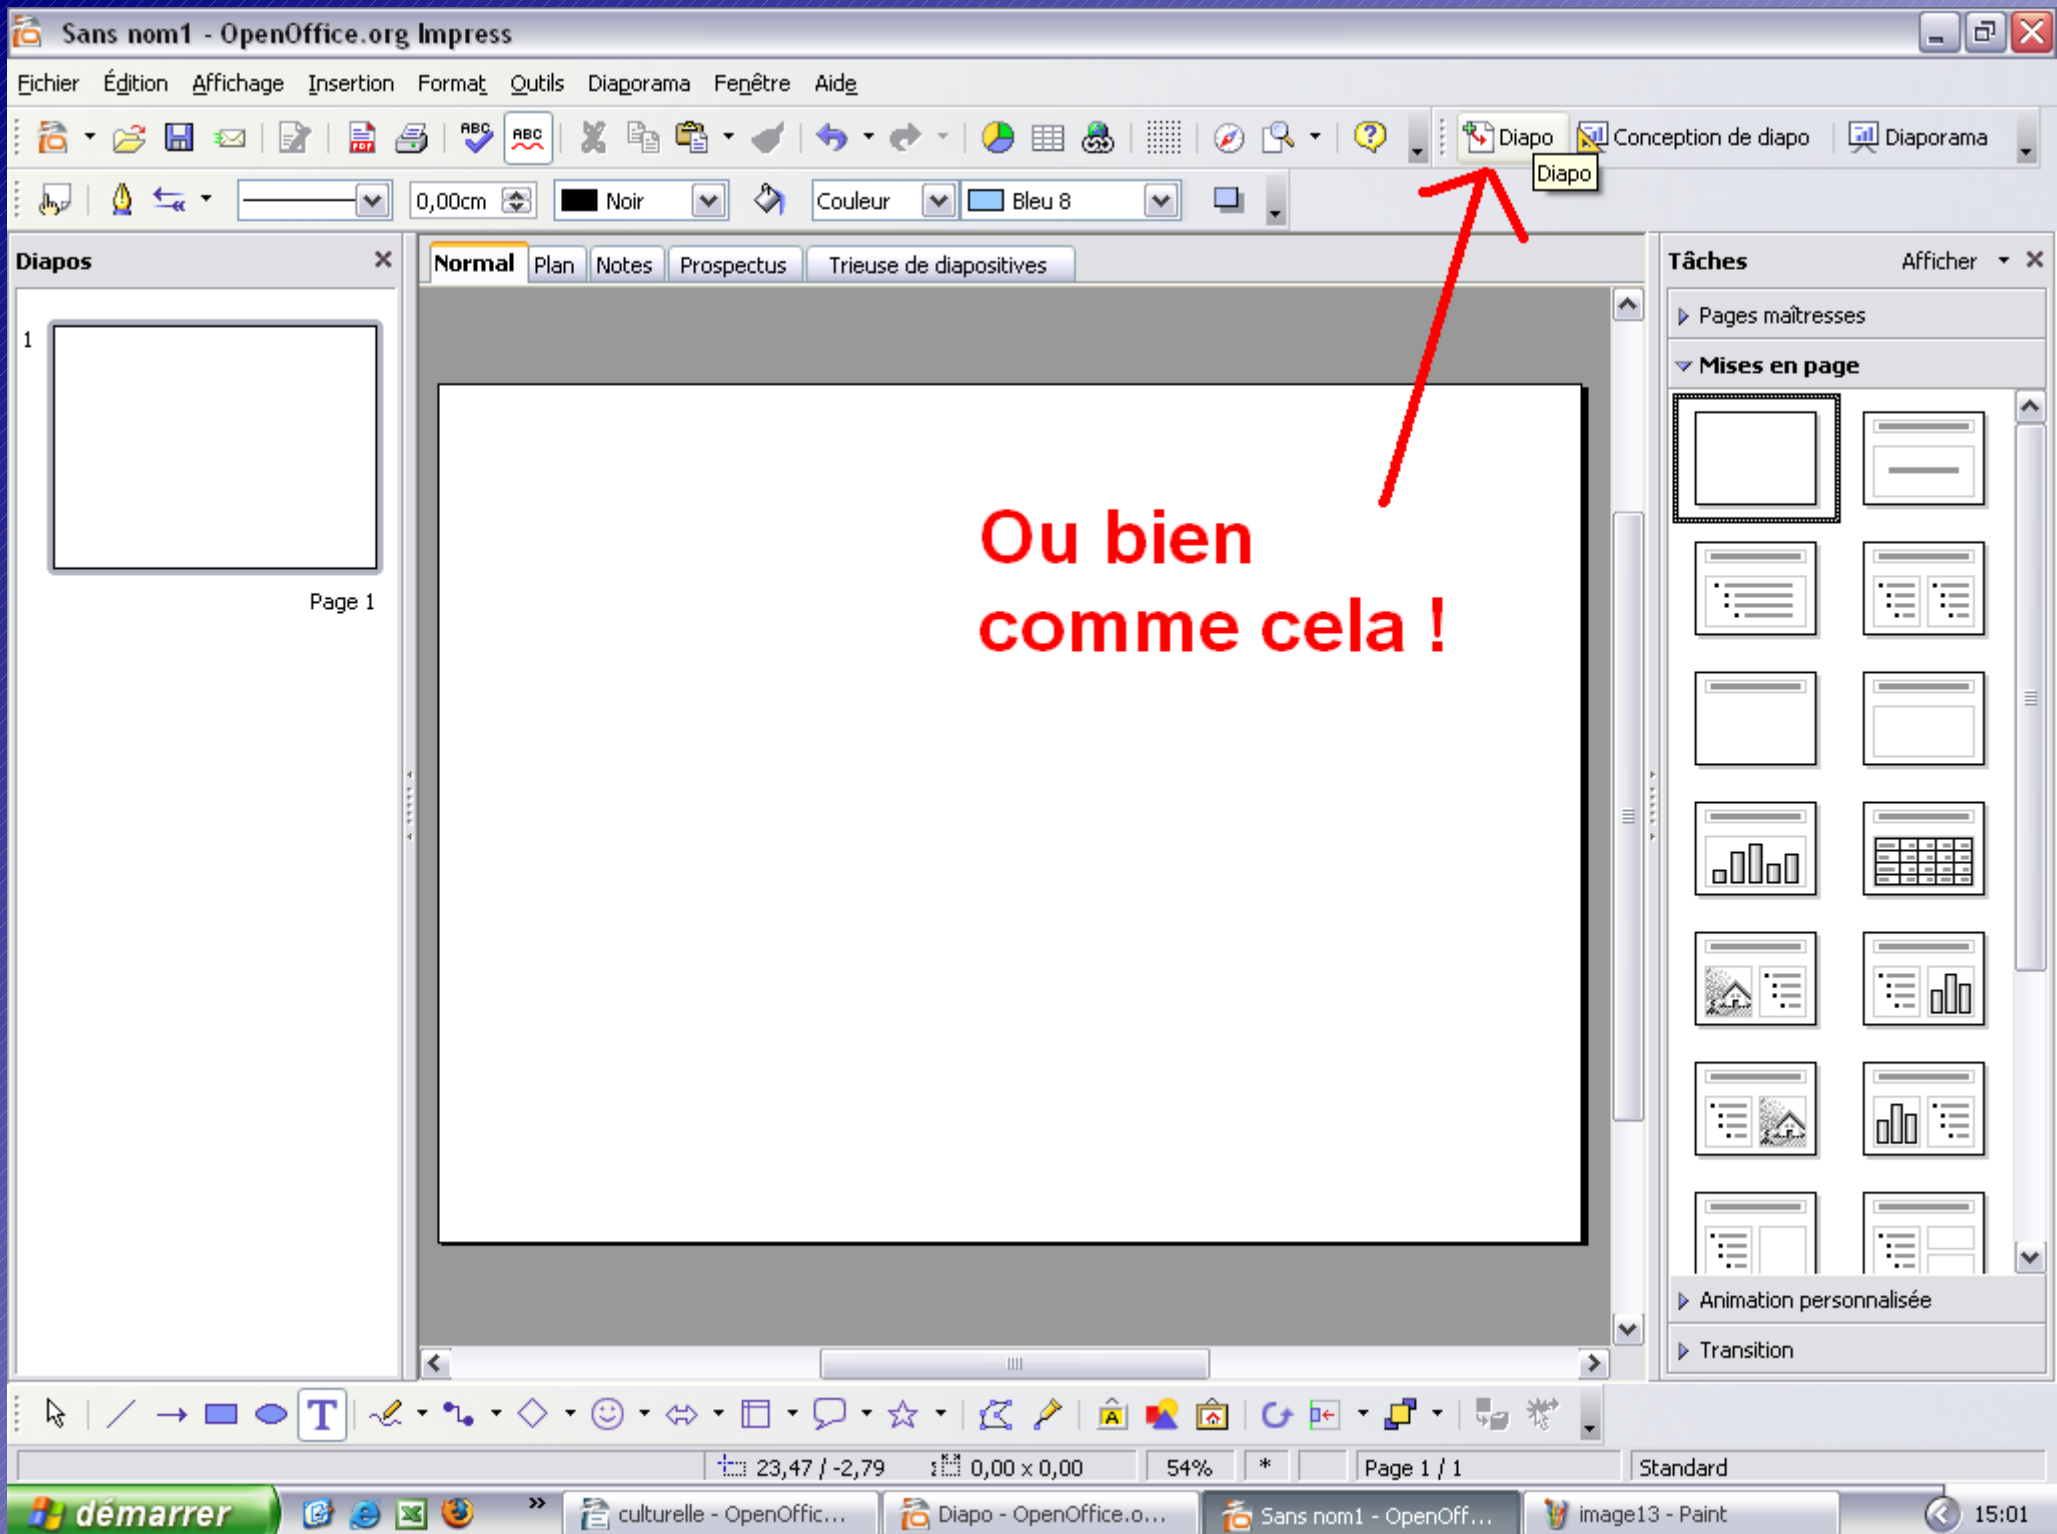 Sans nom1 - OpenOffice.org Impress
Fichier Édition Affichage Insertion Format Outils Diaporama Fenêtre Aide
Diapo Conception de diapo Diaporama
Diapo
0,00cm Noir Couleur Bleu 8
Diapos
Normal Plan Notes Prospectus Trieuse de diapositives
Tâches Afficher
Pages maîtresses
1
Mises en page
Ou bien
comme cela !
Page 1
Animation personnalisée
Transition
23,47 / -2,79 0,00 x 0,00 54% * Page 1 / 1 Standard
démarrer culturelle - OpenOffic... Diapo - OpenOffice.o... Sans nom1 - OpenOff... image13 - Paint 15:01